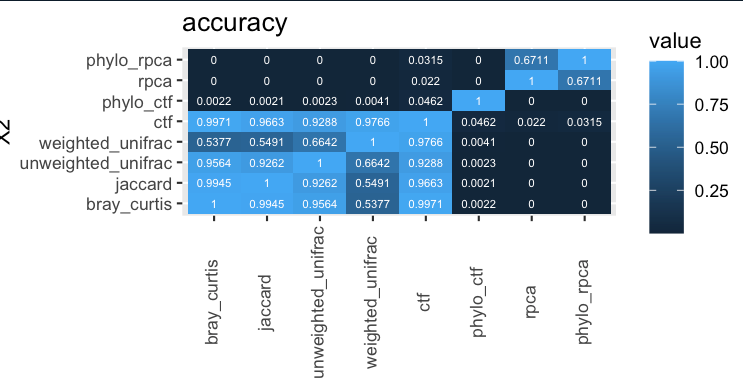 accuracy
phylo_rpca 0 0 0 0 0.0315 0 0.6711 1
rpca 0 0 0 0 0.022 0 1 0.6711
phylo_ctf 0.0022 0.0021 0.0023 0.0041 0.0462 1 0 0
ctf 0.9971 0.9663 0.9288 0.9766 1 0.0462 0.022 0.0315
weighted_unifrac 0.5377 0.5491 0.6642 1 0.9766 0.0041 0 0
unweighted_unifrac 0.9564 0.9262 1 0.6642 0.9288 0.0023 0 0
jaccard 0.9945 1 0.9262 0.5491 0.9663 0.0021 0 0
bray_curtis 1 0.9945 0.9564 0.5377 0.9971 0.0022 0 0
bray_curtis
jaccard
unweighted_unifrac
weighted_unifrac
ctf
phylo_ctf
rpca
phylo_rpca
value
1.00
0.75
0.50
0.25